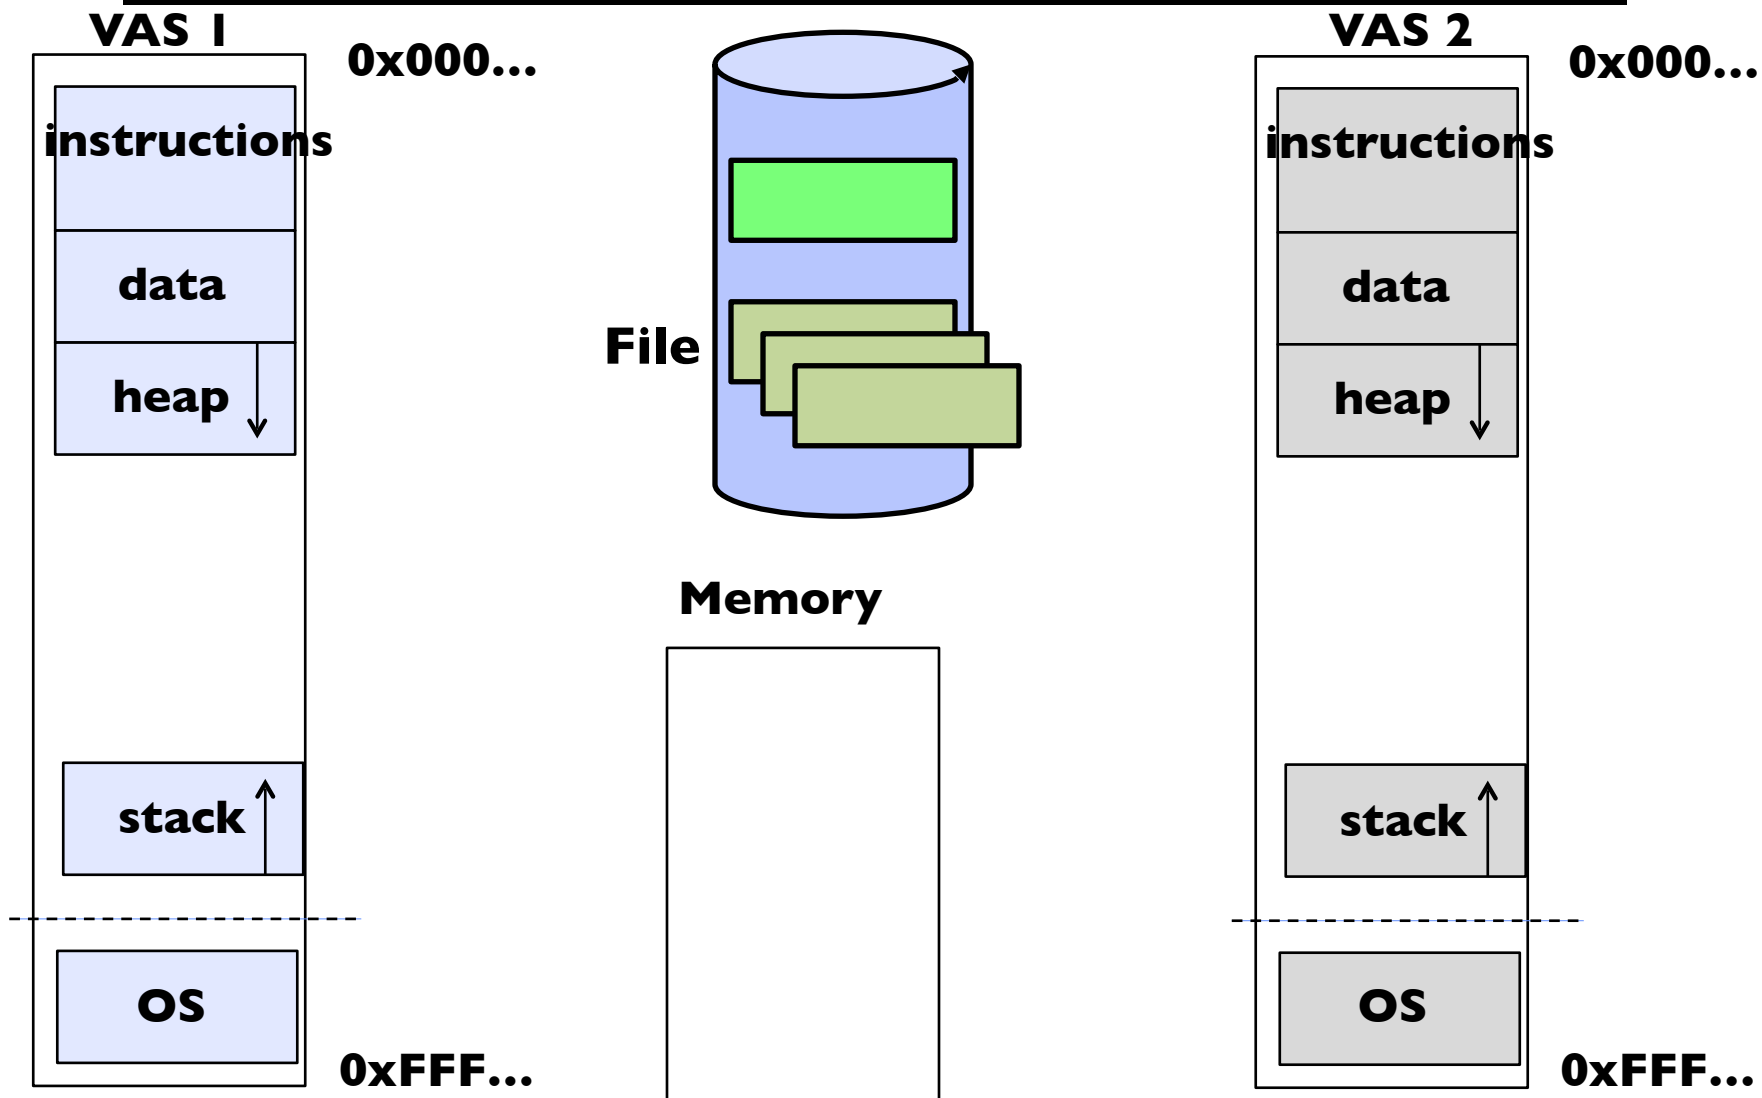 VAS 1
0x000...
instructions
data
heap
stack
OS
0xFFF...
File
Memory
VAS 2
0x000...
instructions
data
heap
stack
OS
0xFFF...